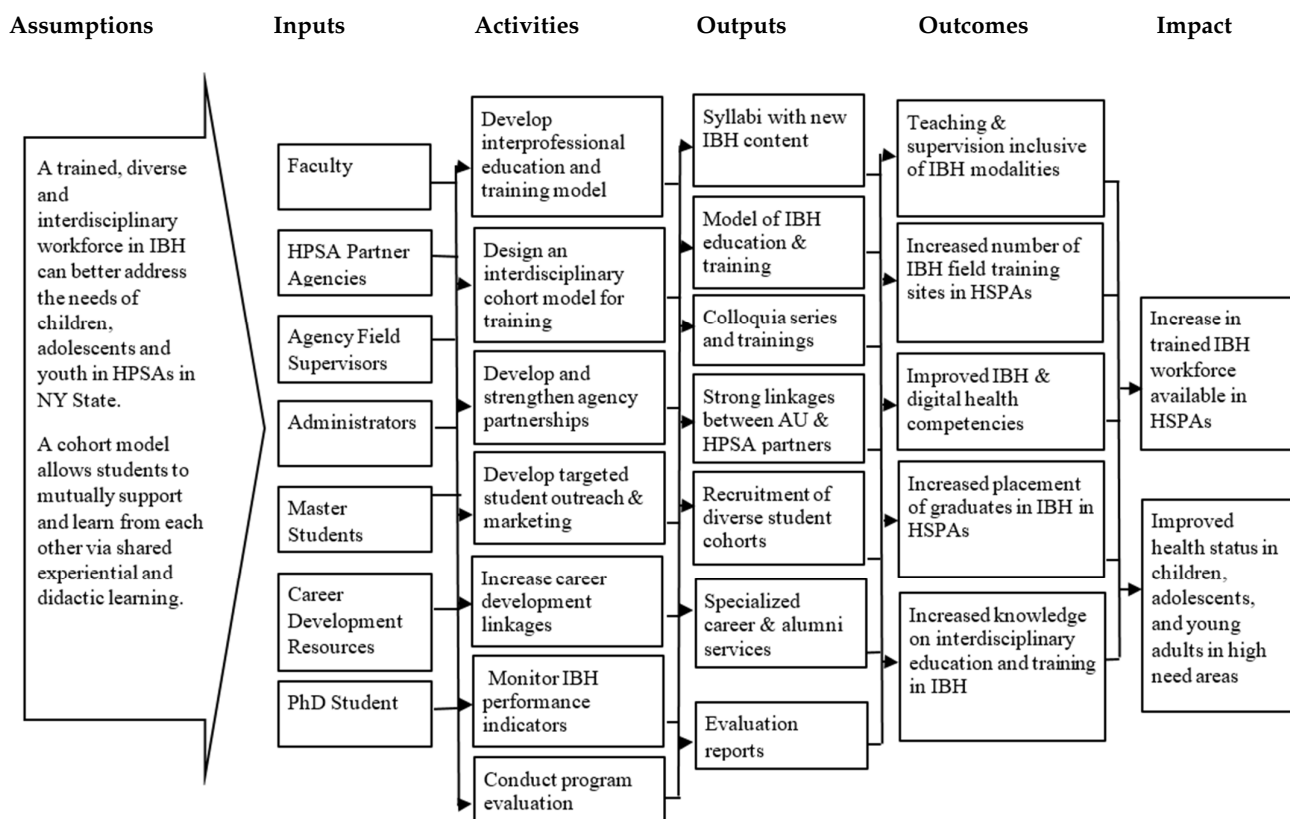 Assumptions
Inputs
Activities
Outputs
Outcomes
Impact
A trained, diverse
and
interdisciplinary
workforce in IBH
can better address
the needs of
children,
adolescents and
youth in HPSAs in
NY State.
A cohort model
allows students to
mutually support
and learn from each
other via shared
experiential and
didactic learning.
Faculty
HPSA Partner
Agencies
Agency Field
Supervisors
Administrators
Master
Students
Career
Development
Resources
PhD Student
Develop
interprofessional
education and
training model
Design an
interdisciplinary
cohort model for
training
Develop and
strengthen agency
partnerships
Develop targeted
student outreach &
marketing
Increase career
development
linkages
Monitor IBH
performance
indicators
Conduct program
evaluation
Syllabi with new
IBH content
Model of IBH
education &
training
Colloquia series
and trainings
Strong linkages
between AU &
HPSA partners
Recruitment of
diverse student
cohorts
Specialized
career & alumni
services
Evaluation
reports
Teaching &
supervision inclusive
of IBH modalities
Increased number of
IBH field training
sites in HSPAs
Improved IBH &
digital health
competencies
Increased placement
of graduates in IBH in
HSPAs
Increased knowledge
on interdisciplinary
education and training
in IBH
Increase in
trained IBH
workforce
available in
HSPAs
Improved
health status in
children,
adolescents,
and young
adults in high
need areas